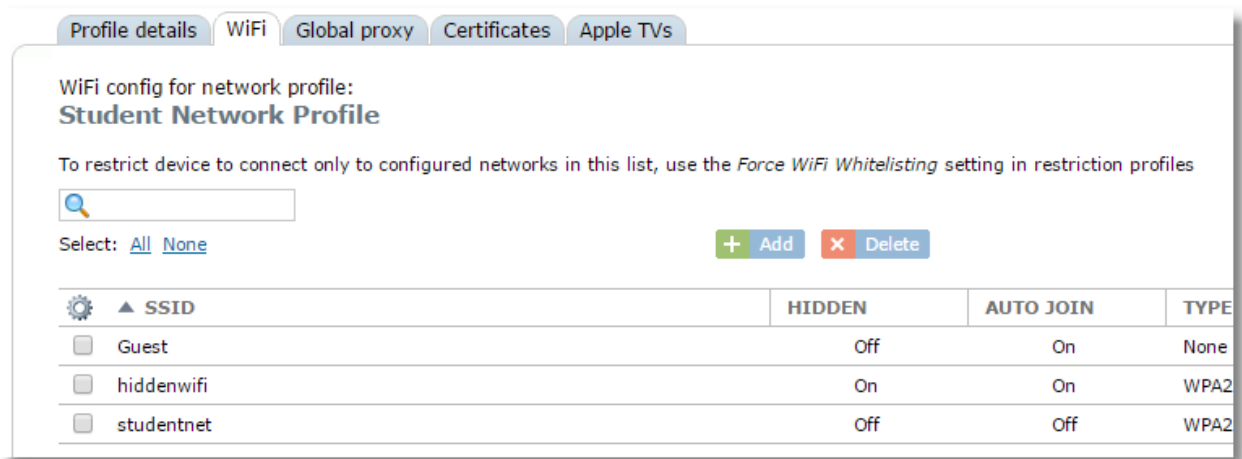 Profile details WiFi Global proxy Certificates Apple TVs
WiFi config for network profile:
Student Network Profile
To restrict device to connect only to configured networks in this list, use the Force WiFi Whitelisting setting in restriction profiles
Select: All None + Add x Delete
SSID HIDDEN AUTO JOIN TYPE
Guest Off On None
hiddenwifi On On WPA2
studentnet Off Off WPA2